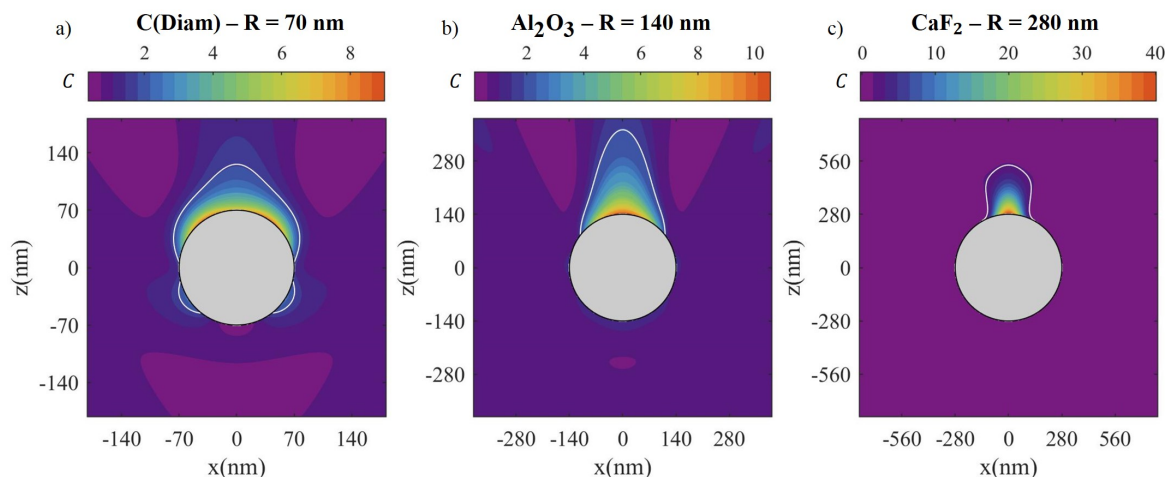 a) C(Diam) – R = 70 nm
2 4 6 8
C
140
70
0
-70
-140
z(nm)
-140 -70 0 70 140
x(nm)
b) Al₂O₃ – R = 140 nm
2 4 6 8 10
C
280
140
0
-140
-280
z(nm)
-280 -140 0 140 280
x(nm)
c) CaF₂ – R = 280 nm
0 10 20 30 40
C
560
280
0
-280
-560
z(nm)
-560 -280 0 280 560
x(nm)